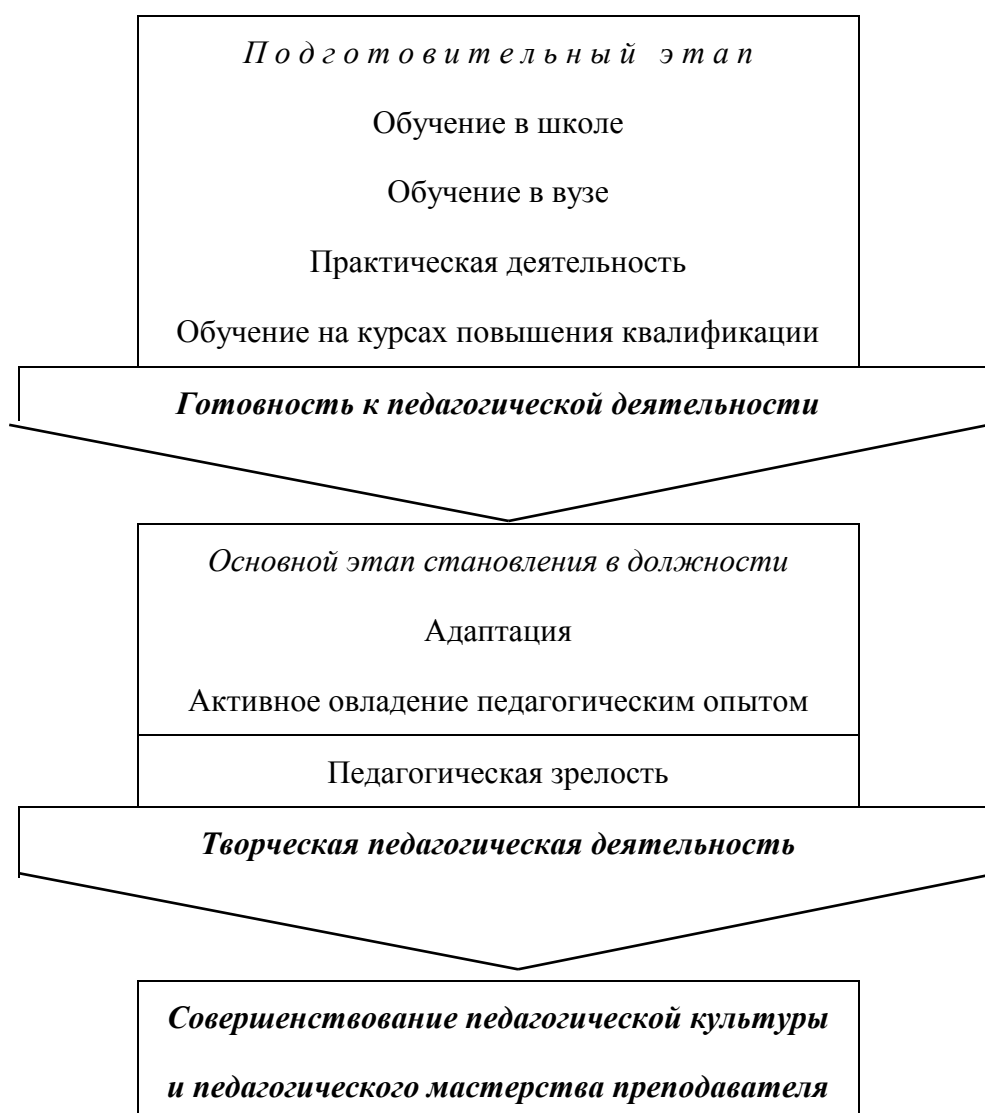 Подготовительный этап
Обучение в школе
Обучение в вузе
Практическая деятельность
Обучение на курсах повышения квалификации
Готовность к педагогической деятельности
Основной этап становления в должности
Адаптация
Активное овладение педагогическим опытом
Педагогическая зрелость
Творческая педагогическая деятельность
Совершенствование педагогической культуры
и педагогического мастерства преподавателя